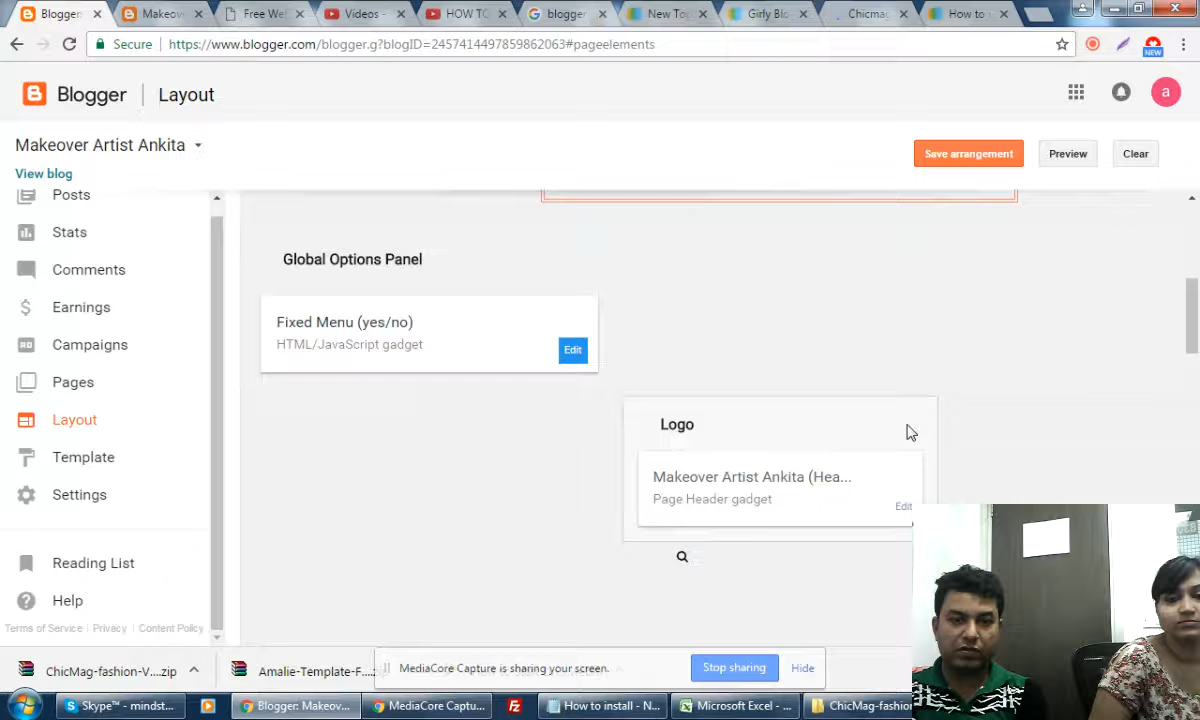 Blogger
Makeov
Free We
Videos -
HOW TO
blogger
New To
Girly Bl
Chicma
How to
Secure
https://www.blogger.com/blogger.g?blogID=2457414497859862063#pageelements
NEW
Blogger
Layout
a
Makeover Artist Ankita
Save arrangement
Preview
Clear
View blog
Posts
Stats
Comments
Earnings
Campaigns
Pages
Layout
Template
Settings
Reading List
Help
Terms of Service
Privacy
Content Policy
Global Options Panel
Fixed Menu (yes/no)
HTML/JavaScript gadget
Edit
Logo
Makeover Artist Ankita (Hea...
Page Header gadget
Edit
ChicMag-fashion-V....zip
Amalie-Template-F....z
MediaCore Capture is sharing your screen.
Stop sharing
Hide
Skype™ - mindst...
Blogger: Makeov...
MediaCore Captu...
How to install - N...
Microsoft Excel - ...
ChicMag-fashio